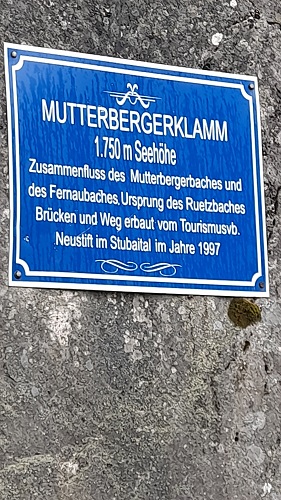 MUTTERBERGERKLAMM
1.750 m Seehöhe
Zusammenfluss des Mutterbergerbaches und
des Fernaubaches, Ursprung des Ruetzbaches
Brücken und Weg erbaut vom Tourismusvb.
Neustift im Stubaital im Jahre 1997